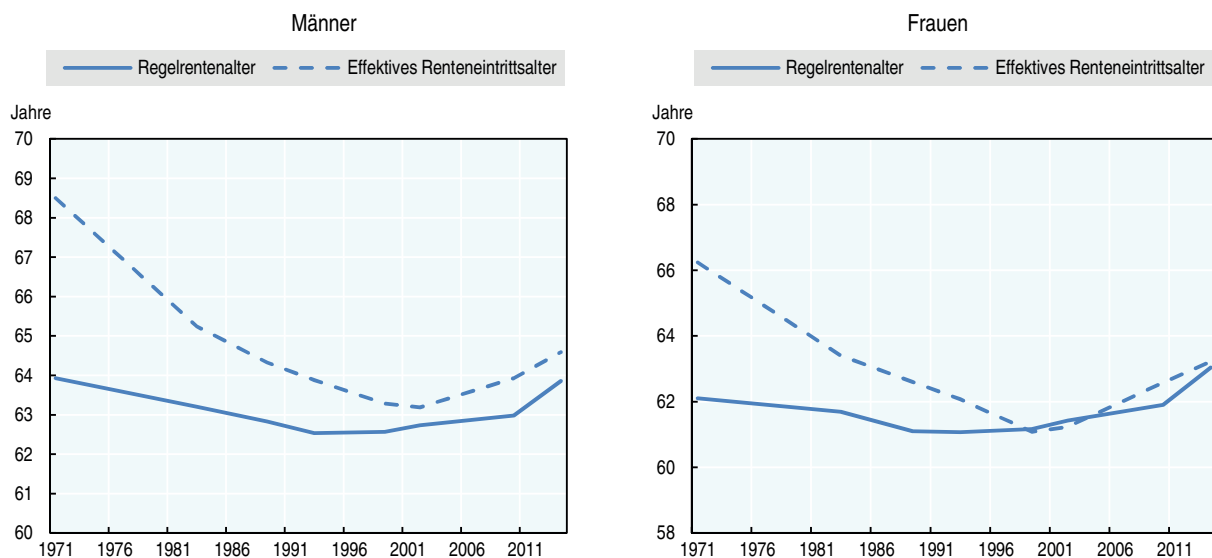 Männer
Regelrentenalter
Effektives Renteneintrittsalter
Jahre
70
69
68
67
66
65
64
63
62
61
60
1971 1976 1981 1986 1991 1996 2001 2006 2011
Frauen
Regelrentenalter
Effektives Renteneintrittsalter
Jahre
70
68
66
64
62
60
58
1971 1976 1981 1986 1991 1996 2001 2006 2011